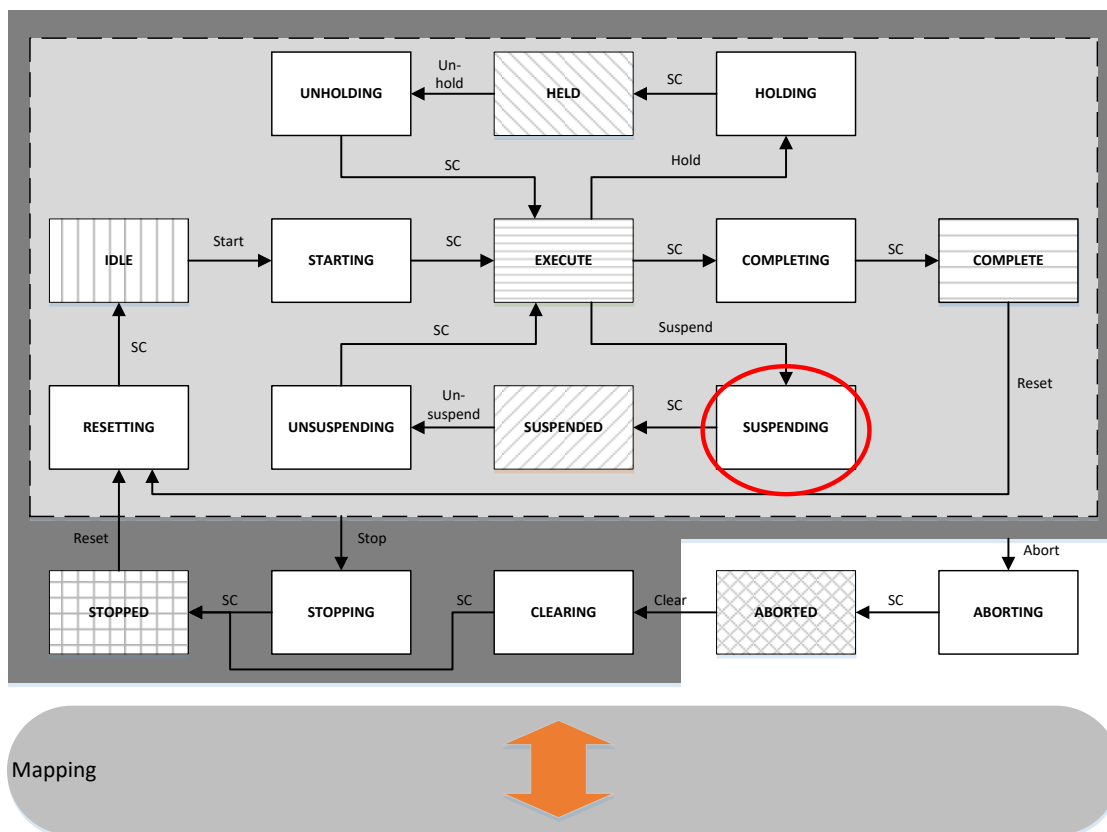 Un-
hold
SC
UNHOLDING
HELD
HOLDING
SC
Hold
Start
SC
SC
SC
IDLE
STARTING
EXECUTE
COMPLETING
COMPLETE
SC
Suspend
SC
Un-
suspend
SC
Reset
RESETTING
UNSUSPENDING
SUSPENDED
SUSPENDING
Reset
Stop
Abort
SC
SC
Clear
SC
STOPPED
STOPPING
CLEARING
ABORTED
ABORTING
Mapping